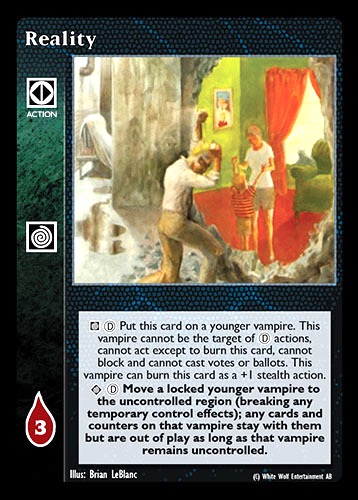 Reality
ACTION
D Put this card on a younger vampire. This
vampire cannot be the target of D actions,
cannot act except to burn this card, cannot
block and cannot cast votes or ballots. This
vampire can burn this card as a +1 stealth action.
D Move a locked younger vampire to
the uncontrolled region (breaking any
temporary control effects); any cards and
counters on that vampire stay with them
but are out of play as long as that vampire
remains uncontrolled.
3
Illus: Brian LeBlanc
(C) White Wolf Entertainment AB